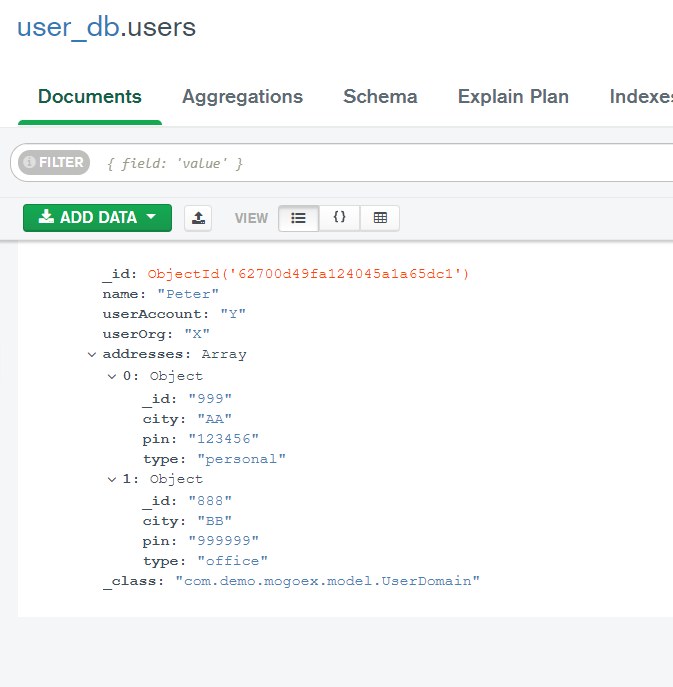 user_db.users
Documents Aggregations Schema Explain Plan Indexes
FILTER { field: 'value' }
ADD DATA VIEW { }
_id: ObjectId('62700d49fa124045a1a65dc1')
name: "Peter"
userAccount: "Y"
userOrg: "X"
addresses: Array
0: Object
_id: "999"
city: "AA"
pin: "123456"
type: "personal"
1: Object
_id: "888"
city: "BB"
pin: "999999"
type: "office"
_class: "com.demo.mogoex.model.UserDomain"